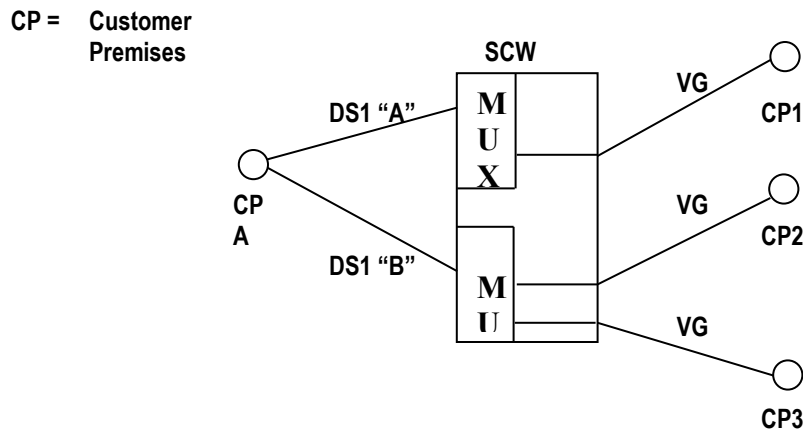 CP = Customer
Premises
SCW
VG
CP1
DS1 “A”
M
U
X
CP
A
VG
CP2
DS1 “B”
M
U
VG
CP3